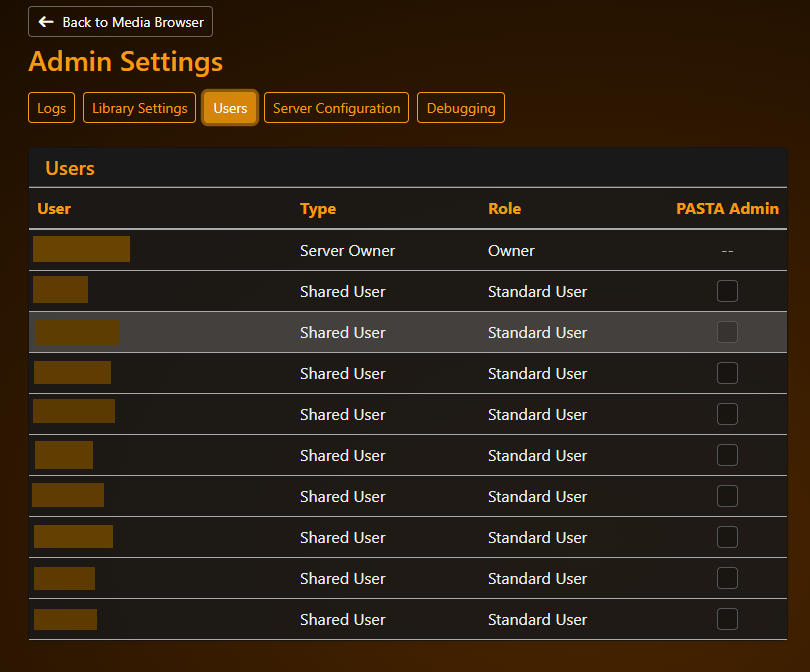 Back to Media Browser
Admin Settings
Logs Library Settings Users Server Configuration Debugging
Users
User Type Role PASTA Admin
Server Owner Owner --
Shared User Standard User
Shared User Standard User
Shared User Standard User
Shared User Standard User
Shared User Standard User
Shared User Standard User
Shared User Standard User
Shared User Standard User
Shared User Standard User